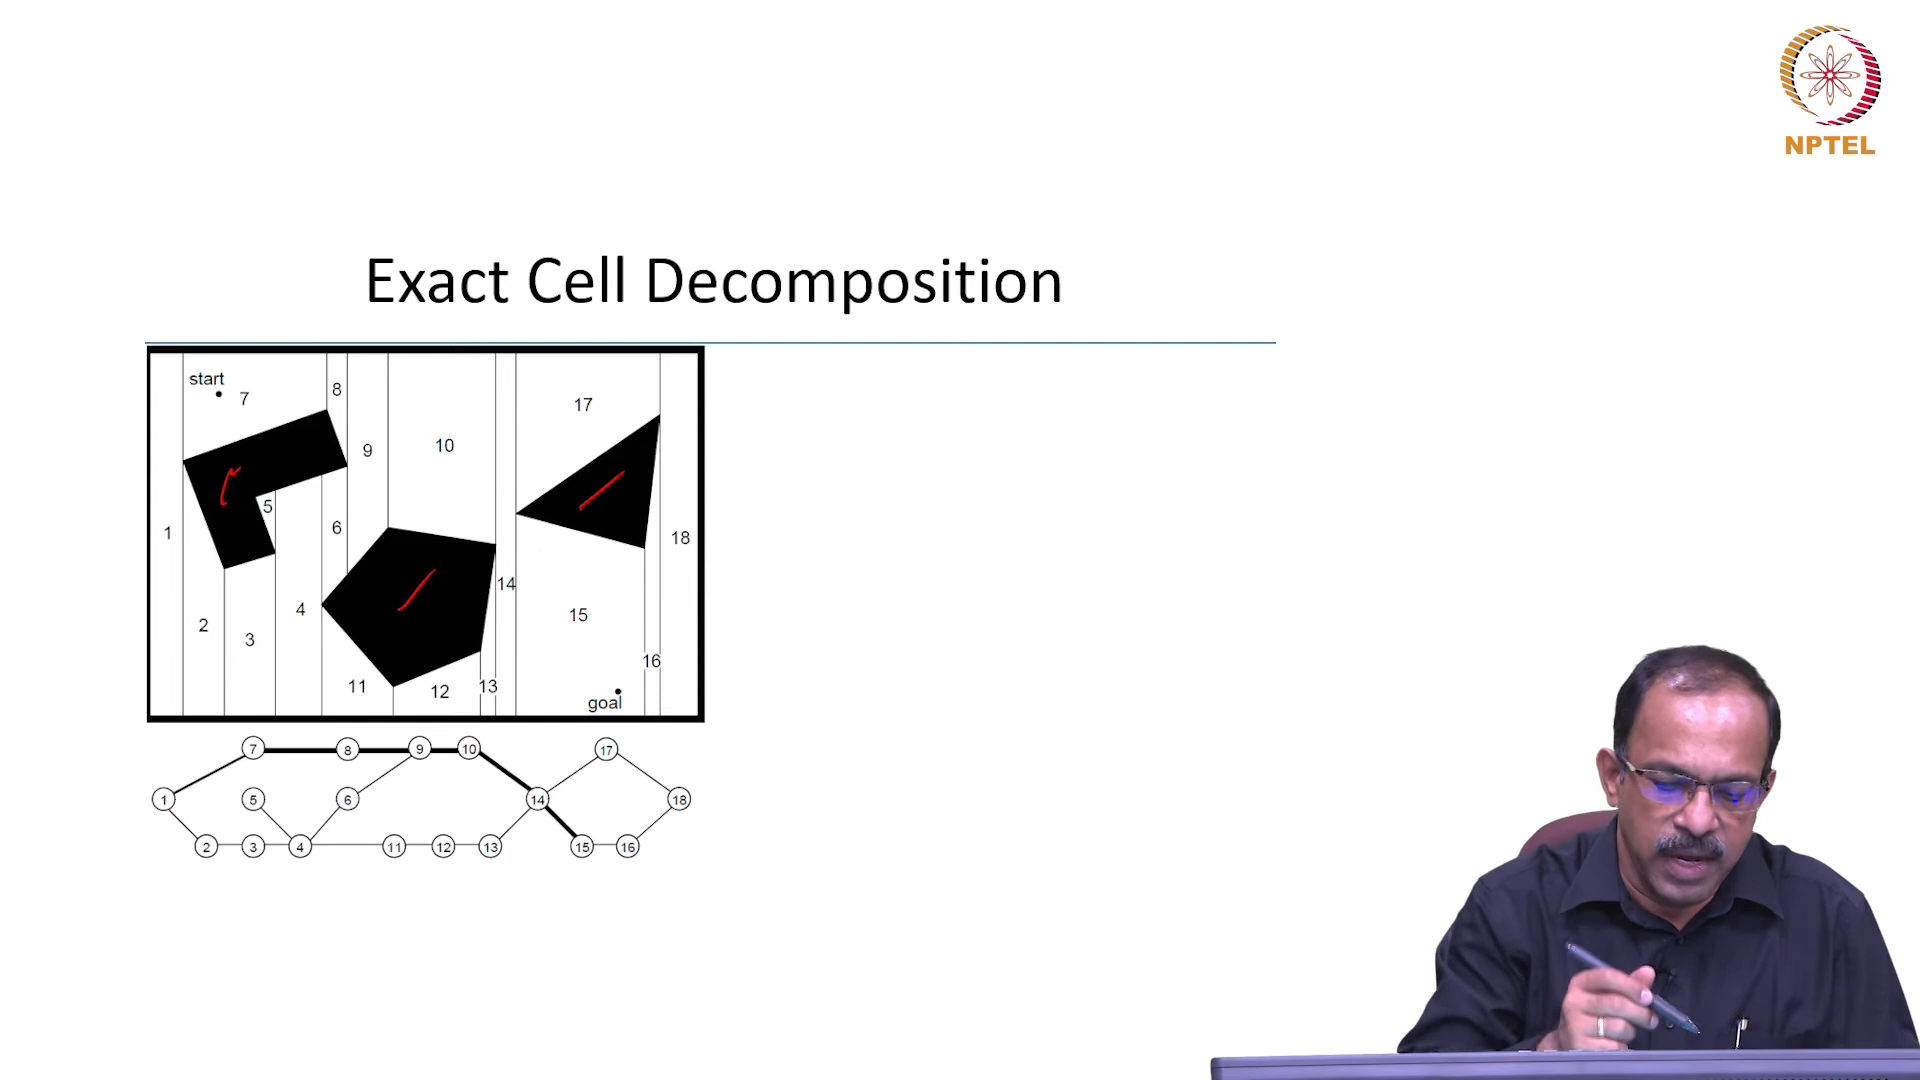 NPTEL
Exact Cell Decomposition
start
7
8
17
9
10
5
1
6
18
14
4
15
2
3
16
11
12
13
goal
7 8 9 10 17
1 5 6 14 18
2 3 4 11 12 13 15 16